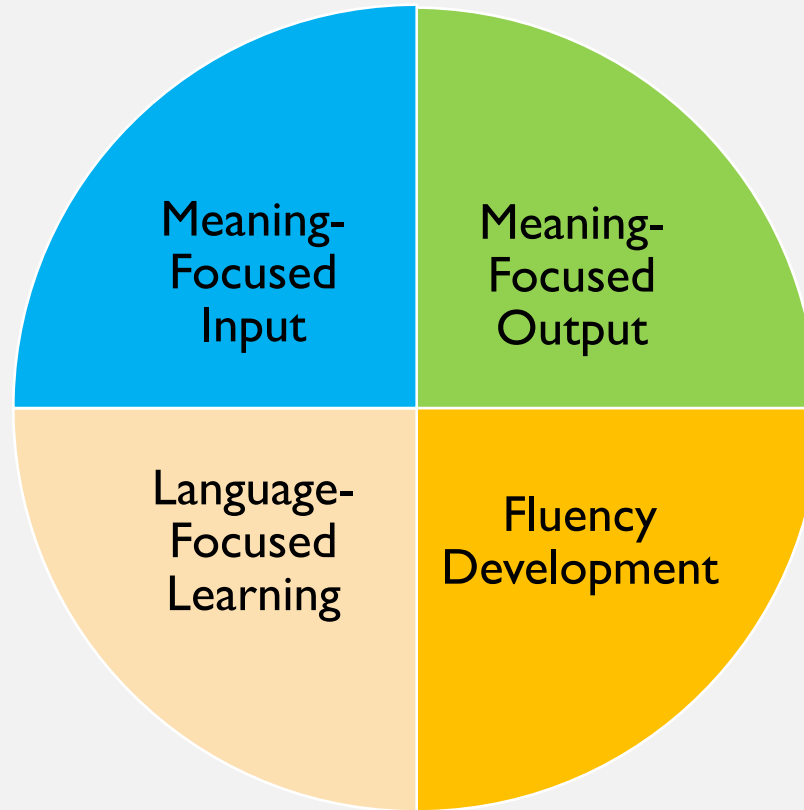 Meaning-
Focused
Input
Meaning-
Focused
Output
Language-
Focused
Learning
Fluency
Development